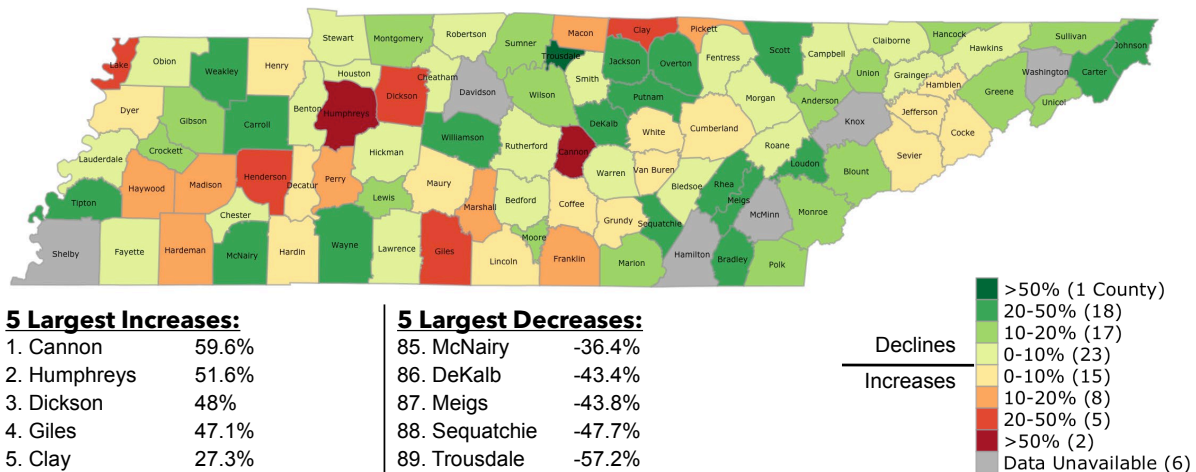 Stewart
Montgomery
Robertson
Sumner
Macon
Clay
Pickett
Lake
Obion
Weakley
Henry
Houston
Cheatham
Davidson
Trousdale
Smith
Jackson
Overton
Fentress
Scott
Campbell
Claiborne
Hancock
Hawkins
Sullivan
Johnson
Union
Grainger
Hamblen
Washington
Carter
Unicoi
Greene
Dyer
Gibson
Carroll
Benton
Humphreys
Dickson
Wilson
Putnam
Morgan
Anderson
Knox
Jefferson
Cocke
Sevier
Lauderdale
Crockett
Haywood
Madison
Henderson
Decatur
Perry
Hickman
Williamson
Rutherford
Cannon
DeKalb
White
Cumberland
Roane
Loudon
Blount
Tipton
Chester
Lewis
Maury
Marshall
Bedford
Coffee
Warren
Van Buren
Bledsoe
Rhea
Meigs
McMinn
Monroe
Shelby
Fayette
Hardeman
McNairy
Hardin
Wayne
Lawrence
Giles
Lincoln
Moore
Franklin
Grundy
Sequatchie
Marion
Hamilton
Bradley
Polk
5 Largest Increases:
1. Cannon 59.6%
2. Humphreys 51.6%
3. Dickson 48%
4. Giles 47.1%
5. Clay 27.3%
5 Largest Decreases:
85. McNairy -36.4%
86. DeKalb -43.4%
87. Meigs -43.8%
88. Sequatchie -47.7%
89. Trousdale -57.2%
Declines
Increases
>50% (1 County)
20-50% (18)
10-20% (17)
0-10% (23)
0-10% (15)
10-20% (8)
20-50% (5)
>50% (2)
Data Unavailable (6)